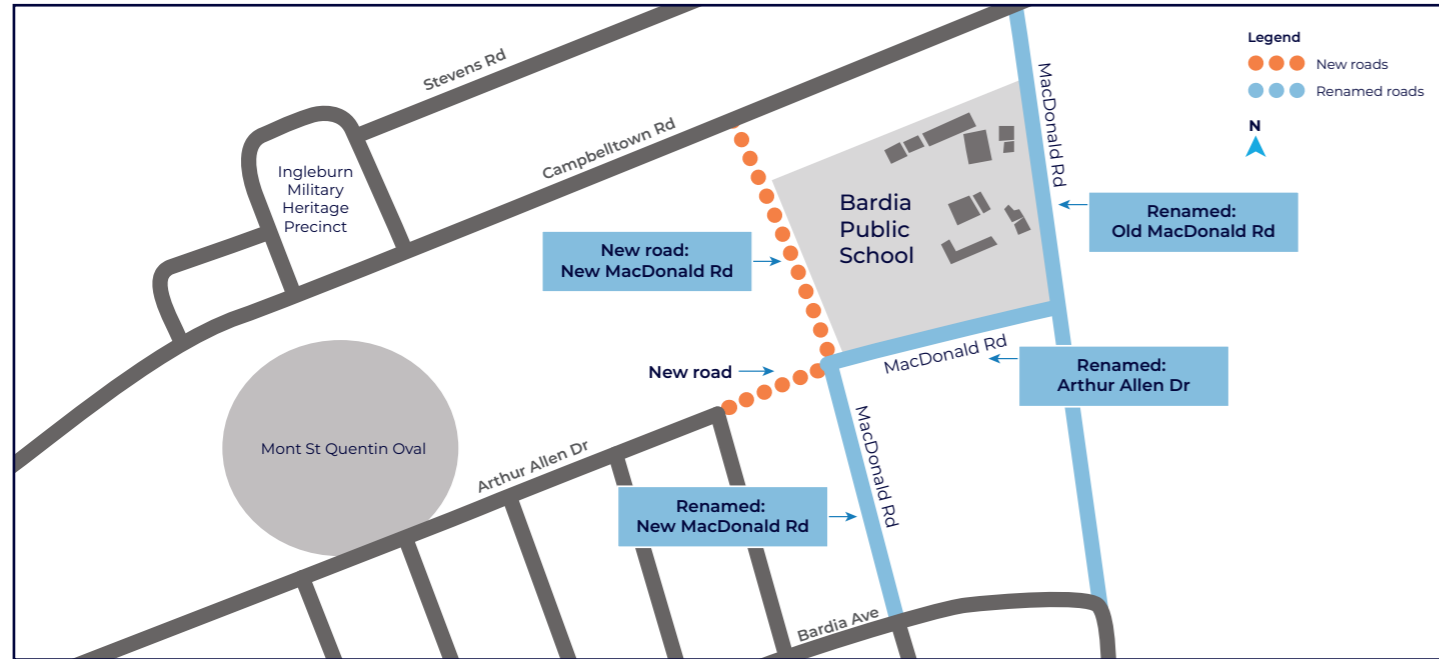 Legend
New roads
Renamed roads
N
Stevens Rd
Campbelltown Rd
MacDonald Rd
Ingleburn
Military
Heritage
Precinct
Bardia
Public
School
Renamed:
Old MacDonald Rd
New road:
New MacDonald Rd
MacDonald Rd
New road
Renamed:
Arthur Allen Dr
Mont St Quentin Oval
Arthur Allen Dr
MacDonald Rd
Renamed:
New MacDonald Rd
Bardia Ave